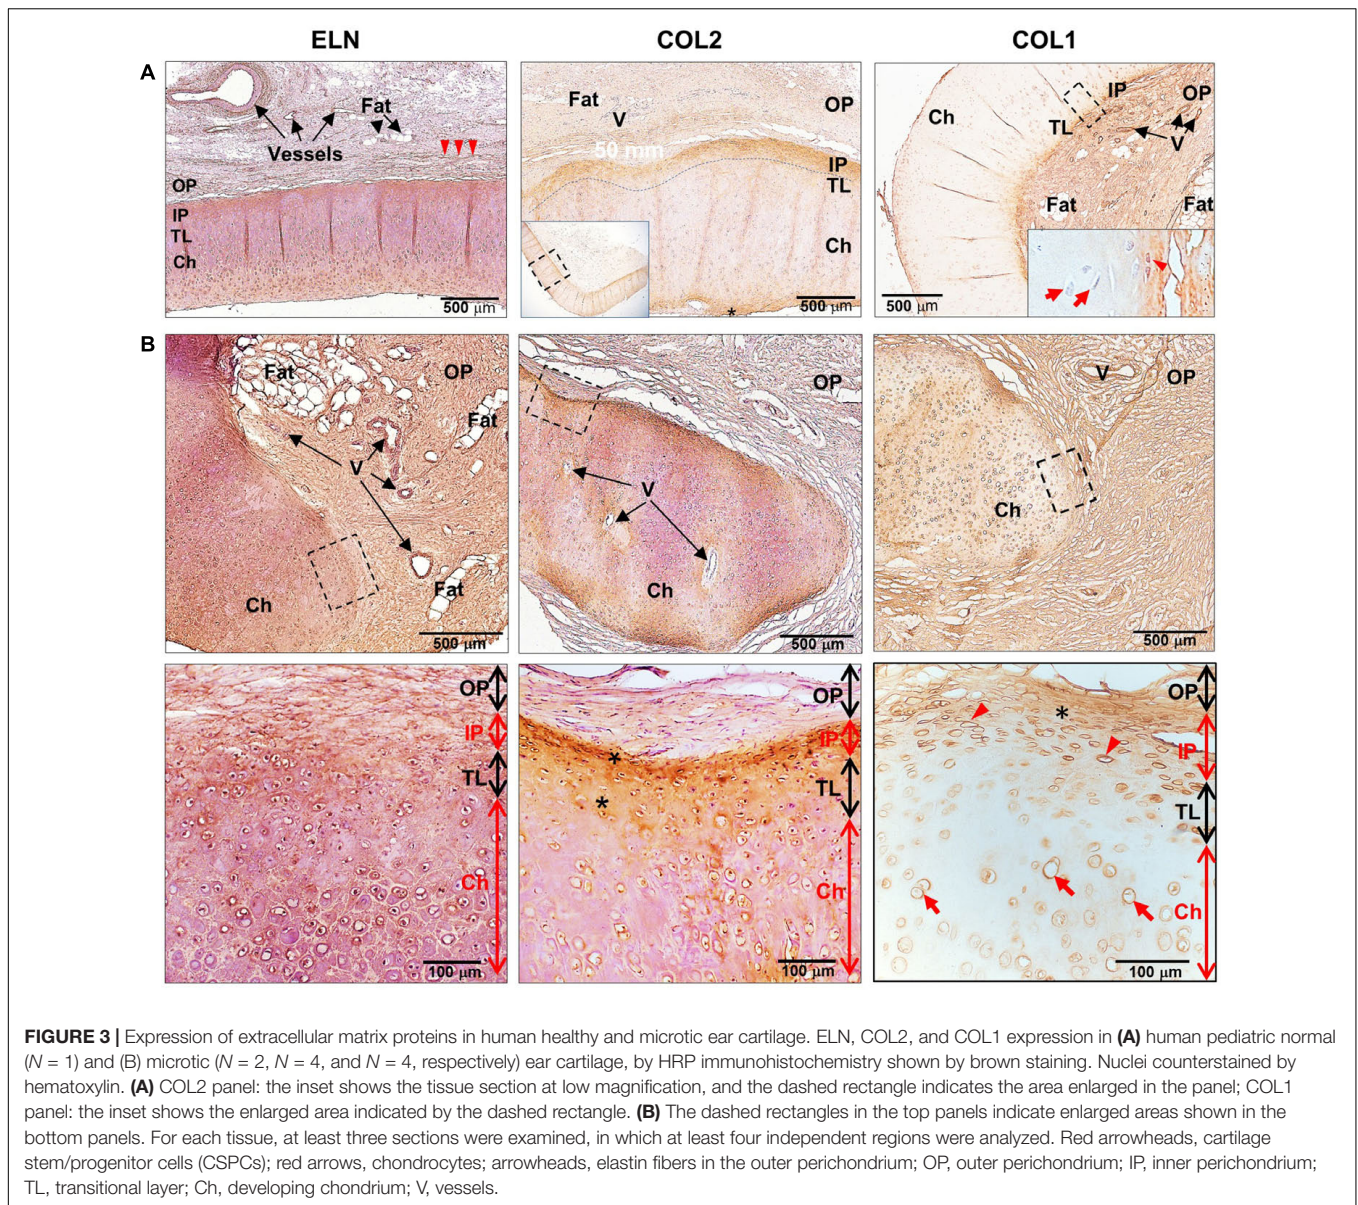 ELN COL2 COL1
A
Fat
Vessels
OP
IP
TL
Ch
500 μm
Fat
V
OP
50 mm
IP
TL
Ch
*
500 μm
Ch
IP
OP
TL
V
Fat
Fat
500 μm
B
Fat
OP
Fat
V
Ch
Fat
500 μm
OP
V
Ch
500 μm
V
OP
Ch
500 μm
OP
IP
TL
Ch
100 μm
OP
IP
*
TL
*
Ch
100 μm
OP
*
IP
TL
Ch
100 μm
FIGURE 3 | Expression of extracellular matrix proteins in human healthy and microtic ear cartilage. ELN, COL2, and COL1 expression in (A) human pediatric normal
(N = 1) and (B) microtic (N = 2, N = 4, and N = 4, respectively) ear cartilage, by HRP immunohistochemistry shown by brown staining. Nuclei counterstained by
hematoxylin. (A) COL2 panel: the inset shows the tissue section at low magnification, and the dashed rectangle indicates the area enlarged in the panel; COL1
panel: the inset shows the enlarged area indicated by the dashed rectangle. (B) The dashed rectangles in the top panels indicate enlarged areas shown in the
bottom panels. For each tissue, at least three sections were examined, in which at least four independent regions were analyzed. Red arrowheads, cartilage
stem/progenitor cells (CSPCs); red arrows, chondrocytes; arrowheads, elastin fibers in the outer perichondrium; OP, outer perichondrium; IP, inner perichondrium;
TL, transitional layer; Ch, developing chondrium; V, vessels.